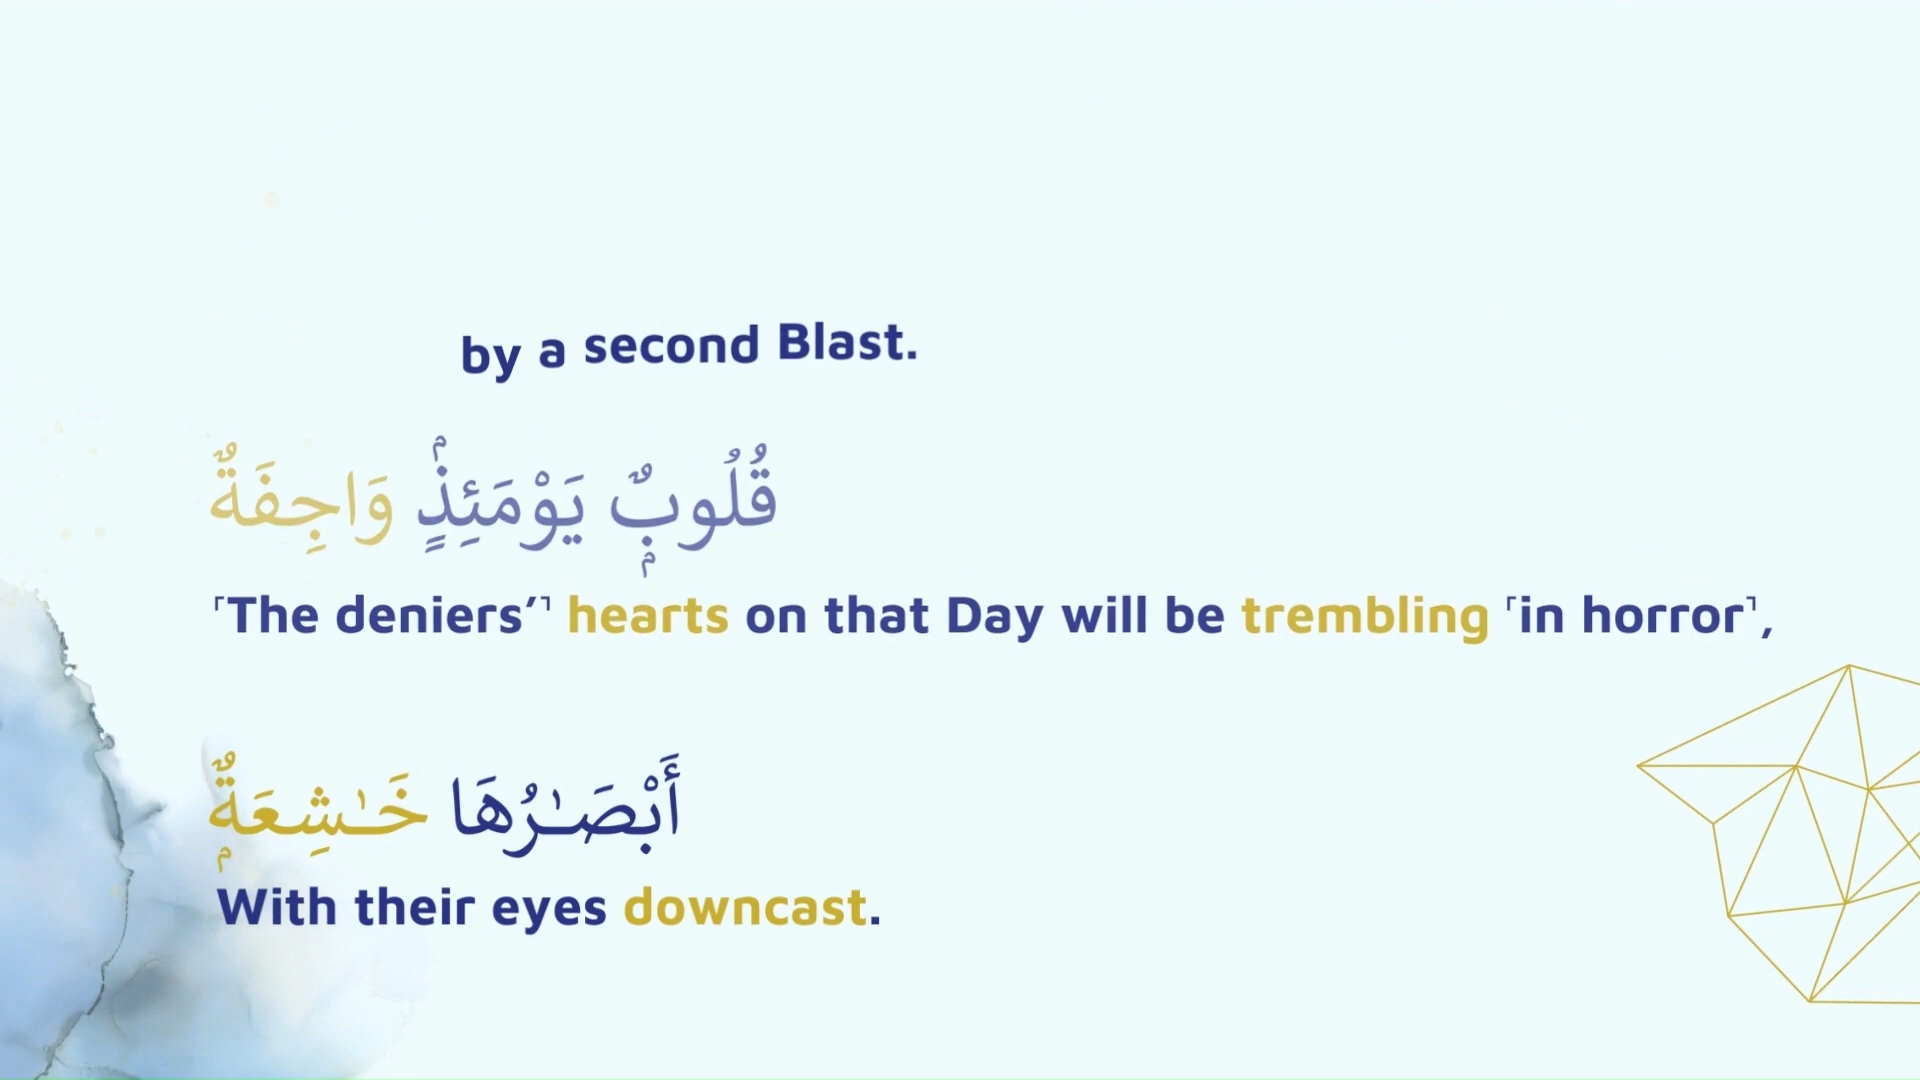 by a second Blast.
قُلُوبٌۭ يَوْمَئِذٍۢ وَاجِفَةٌ
⸢The deniers’⸣ hearts on that Day will be trembling ⸢in horror⸣,
أَبْصَـٰرُهَا خَـٰشِعَةٌۭ
With their eyes downcast.